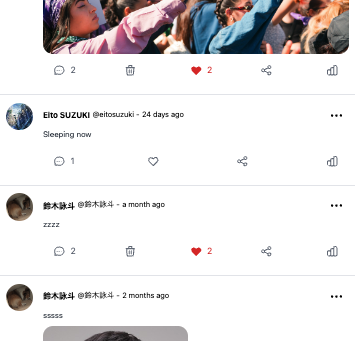 2 2
Eito SUZUKI @eitosuzuki - 24 days ago
Sleeping now
1
鈴木詠斗 @鈴木詠斗 - a month ago
zzzz
2 2
鈴木詠斗 @鈴木詠斗 - 2 months ago
sssss